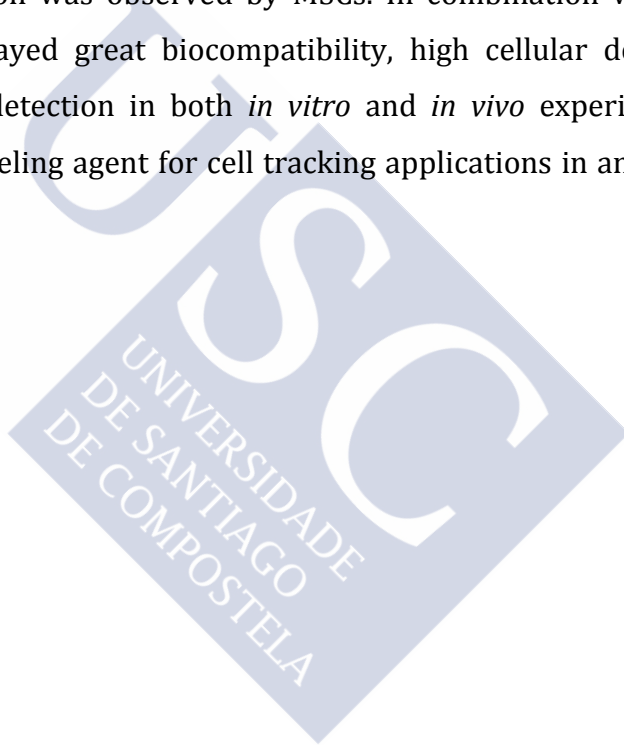 on was observed by MSCs. In combination v
ayed great biocompatibility, high cellular de
detection in both in vitro and in vivo experi
eling agent for cell tracking applications in an
USC
UNIVERSIDADE
DE SANTIAGO
DE COMPOSTELA